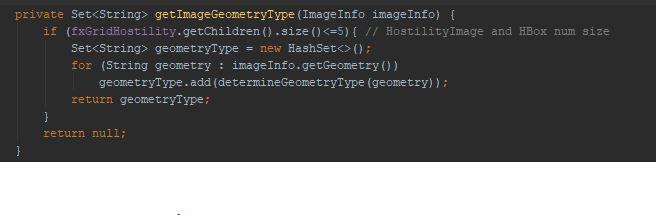 private Set<String> getImageGeometryType(ImageInfo imageInfo) {
    if (fxGridHostility.getChildren().size()<=5){ // HostilityImage and HBox num size
        Set<String> geometryType = new HashSet<>();
        for (String geometry : imageInfo.getGeometry())
            geometryType.add(determineGeometryType(geometry));
        return geometryType;
    }
    return null;
}